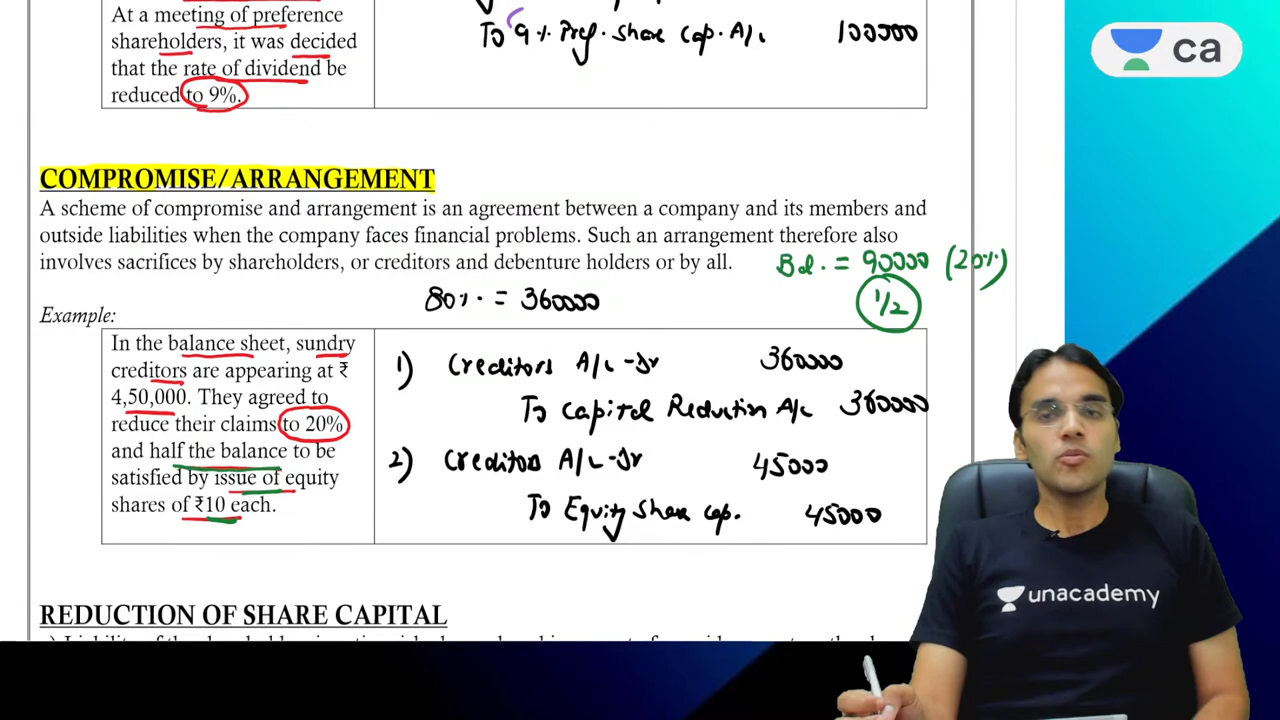 At a meeting of preference
shareholders, it was decided
that the rate of dividend be
reduced to 9%.
To 9% Pref. share cap. A/c 100000
ca
COMPROMISE/ARRANGEMENT
A scheme of compromise and arrangement is an agreement between a company and its members and
outside liabilities when the company faces financial problems. Such an arrangement therefore also
involves sacrifices by shareholders, or creditors and debenture holders or by all.
Bal. = 90000 (20%)
1/2
80% = 360000
Example:
In the balance sheet, sundry
creditors are appearing at ₹
4,50,000. They agreed to
reduce their claims to 20%
and half the balance to be
satisfied by issue of equity
shares of ₹10 each.
1) Creditors A/c -Dr 360000
To Capital Reduction A/c 360000
2) Creditors A/c -Dr 45000
To Equity Share cap. 45000
unacademy
REDUCTION OF SHARE CAPITAL